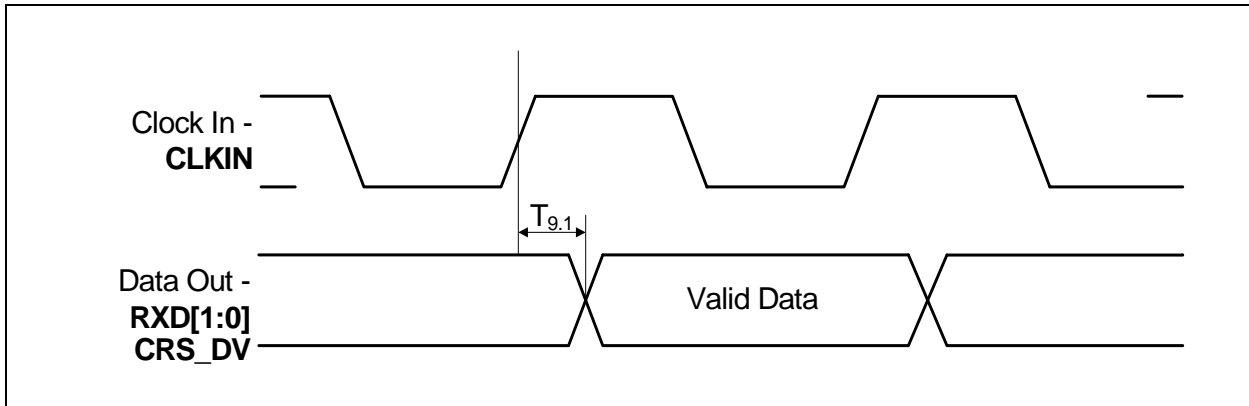 Clock In -
CLKIN
T9.1
Data Out -
RXD[1:0]
CRS_DV
Valid Data